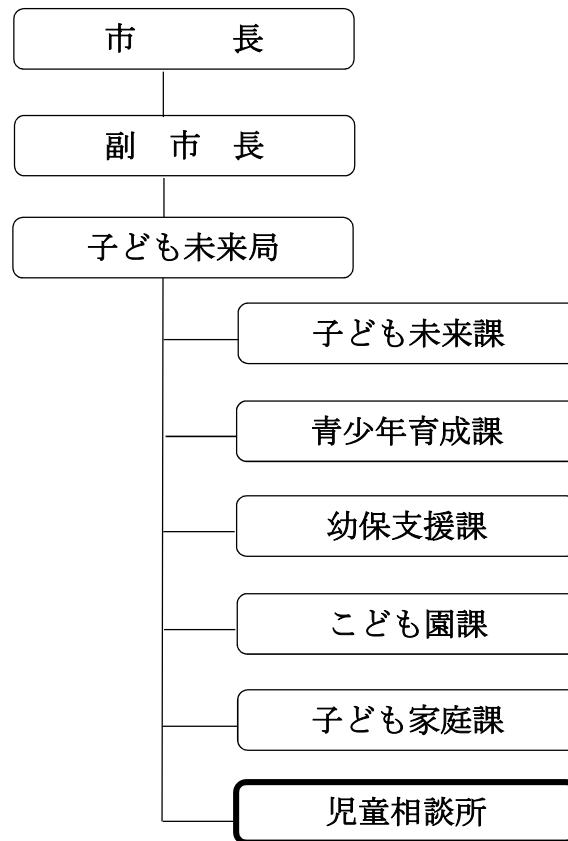 市長
副市長
子ども未来局
子ども未来課
青少年育成課
幼保支援課
こども園課
子ども家庭課
児童相談所